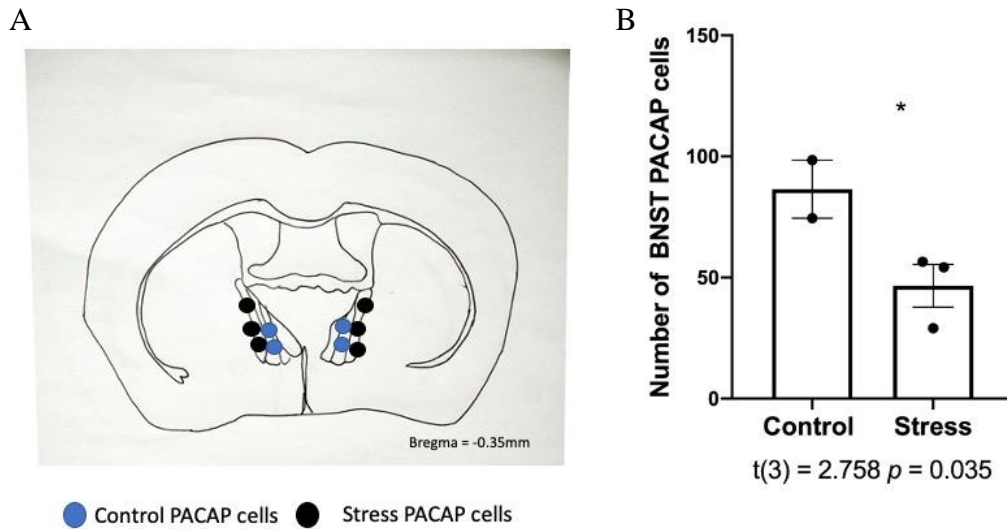 A
Bregma = -0.35mm
Control PACAP cells
Stress PACAP cells
B
Number of BNST PACAP cells
150
100
50
0
*
Control
Stress
t(3) = 2.758 p = 0.035